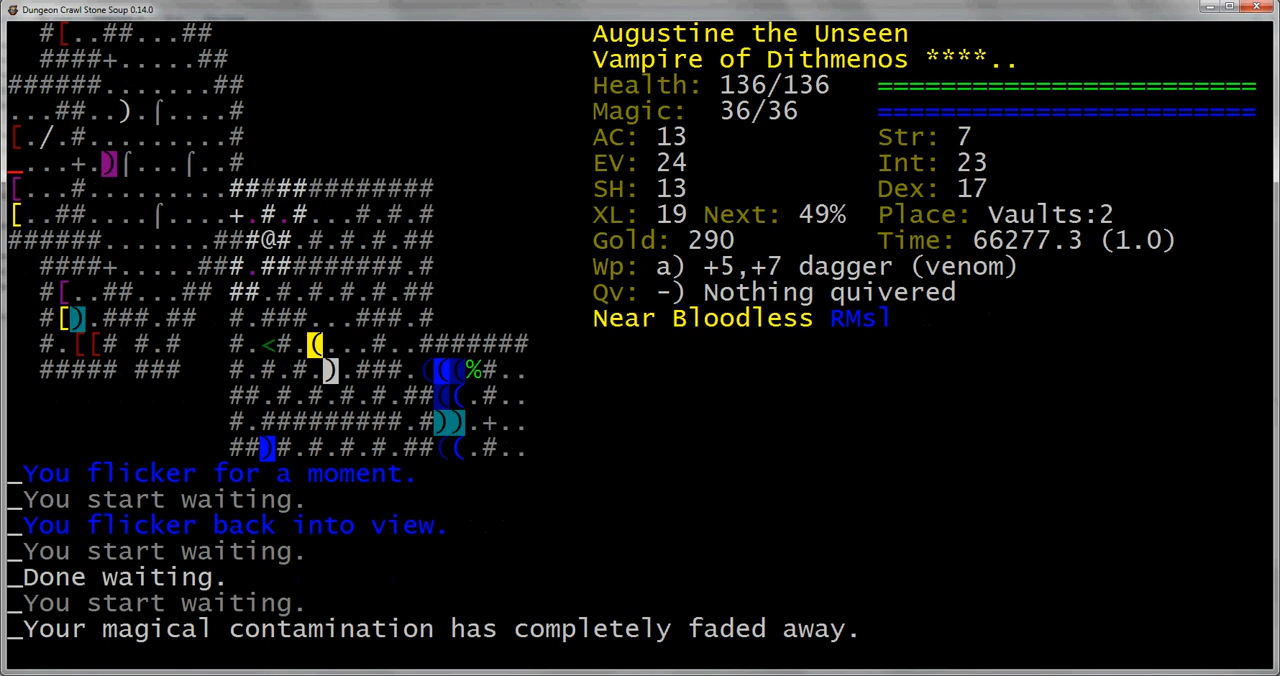 Dungeon Crawl Stone Soup 0.14.0
#[..##...## Augustine the Unseen
####+.....## Vampire of Dithmenos ****..
######.......## Health: 136/136 ========================
...##..).⌠....# Magic: 36/36 ========================
[./.#.........# AC: 13 Str: 7
_...+.)⌠...⌠..# EV: 24 Int: 23
[...#.........############# SH: 13 Dex: 17
[..##....⌠....+.#.#...#.#.# XL: 19 Next: 49% Place: Vaults:2
######.......###@#.#.#.#.#.# Gold: 290 Time: 66277.3 (1.0)
####+.....###.##########.# Wp: a) +5,+7 dagger (venom)
#[..##...## ##.#.#.#.#.## Qv: -) Nothing quivered
#[).###.## #.###...###.# Near Bloodless RMsl
#.[[# #.# #.<#.(...#..#######
##### ### #.#.#.).###.(((%#..
##.#.#.#.#.##((.#..
#.#########.#)).+..
##)#.#.#.#.##((.#..
_You flicker for a moment.
_You start waiting.
_You flicker back into view.
_You start waiting.
_Done waiting.
_You start waiting.
_Your magical contamination has completely faded away.